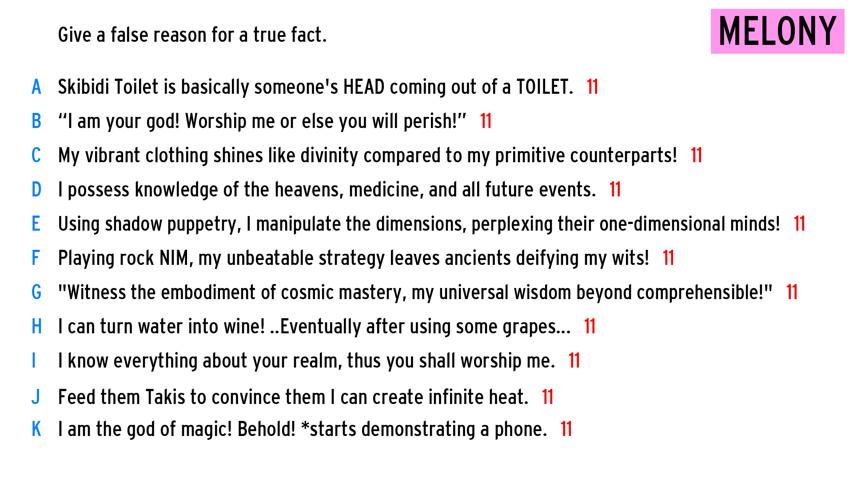 Give a false reason for a true fact.
MELONY
A Skibidi Toilet is basically someone's HEAD coming out of a TOILET. 11
B “I am your god! Worship me or else you will perish!” 11
C My vibrant clothing shines like divinity compared to my primitive counterparts! 11
D I possess knowledge of the heavens, medicine, and all future events. 11
E Using shadow puppetry, I manipulate the dimensions, perplexing their one-dimensional minds! 11
F Playing rock NIM, my unbeatable strategy leaves ancients deifying my wits! 11
G "Witness the embodiment of cosmic mastery, my universal wisdom beyond comprehensible!" 11
H I can turn water into wine! ..Eventually after using some grapes... 11
I I know everything about your realm, thus you shall worship me. 11
J Feed them Takis to convince them I can create infinite heat. 11
K I am the god of magic! Behold! *starts demonstrating a phone. 11